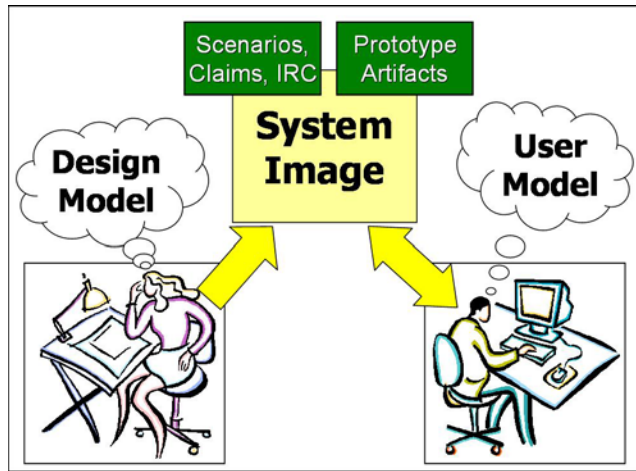 Scenarios,
Claims, IRC
Prototype
Artifacts
System
Image
Design
Model
User
Model